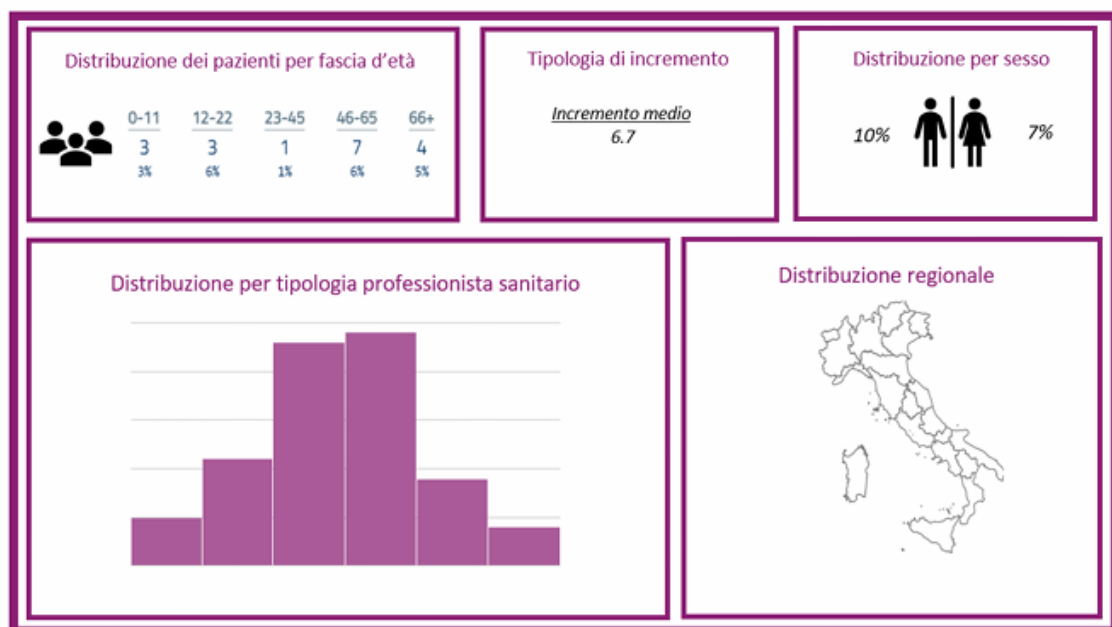 Distribuzione dei pazienti per fascia d'età
0-11 12-22 23-45 46-65 66+
3 3 1 7 4
3% 6% 1% 6% 5%
Tipologia di incremento
Incremento medio
6.7
Distribuzione per sesso
10% 7%
Distribuzione per tipologia professionista sanitario
Distribuzione regionale